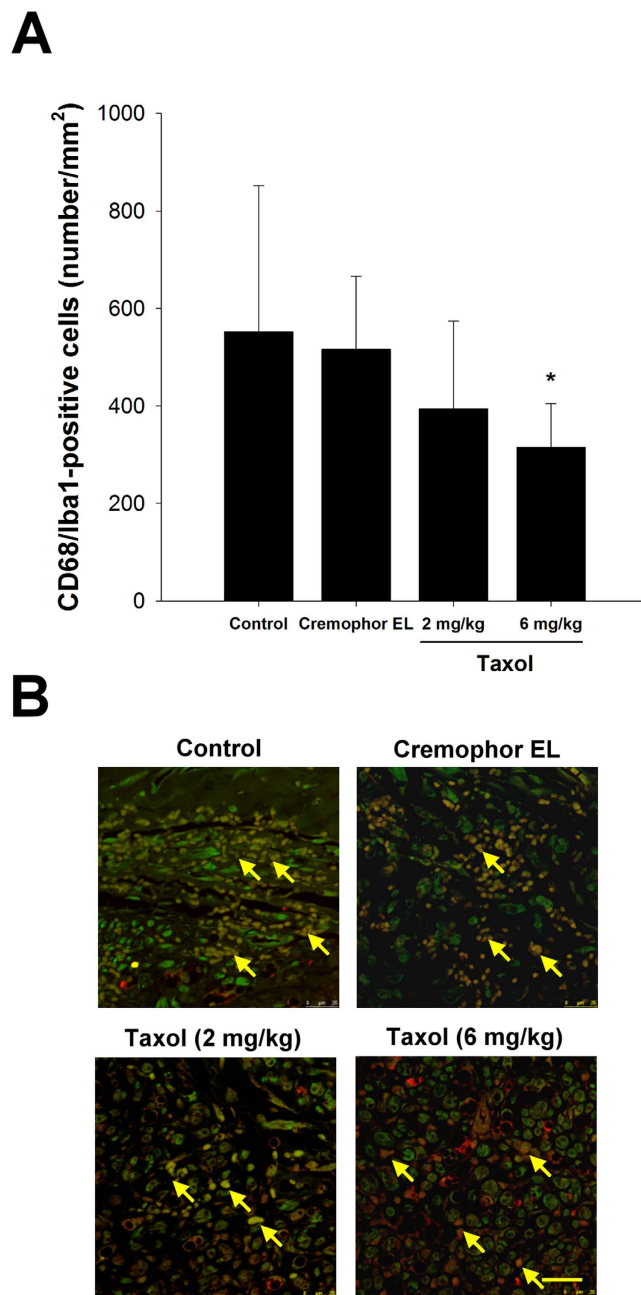 A
CD68/Iba1-positive cells (number/mm²)
1000
800
600
400
200
0
*
Control Cremophor EL 2 mg/kg 6 mg/kg
Taxol
B
Control Cremophor EL
Taxol (2 mg/kg) Taxol (6 mg/kg)